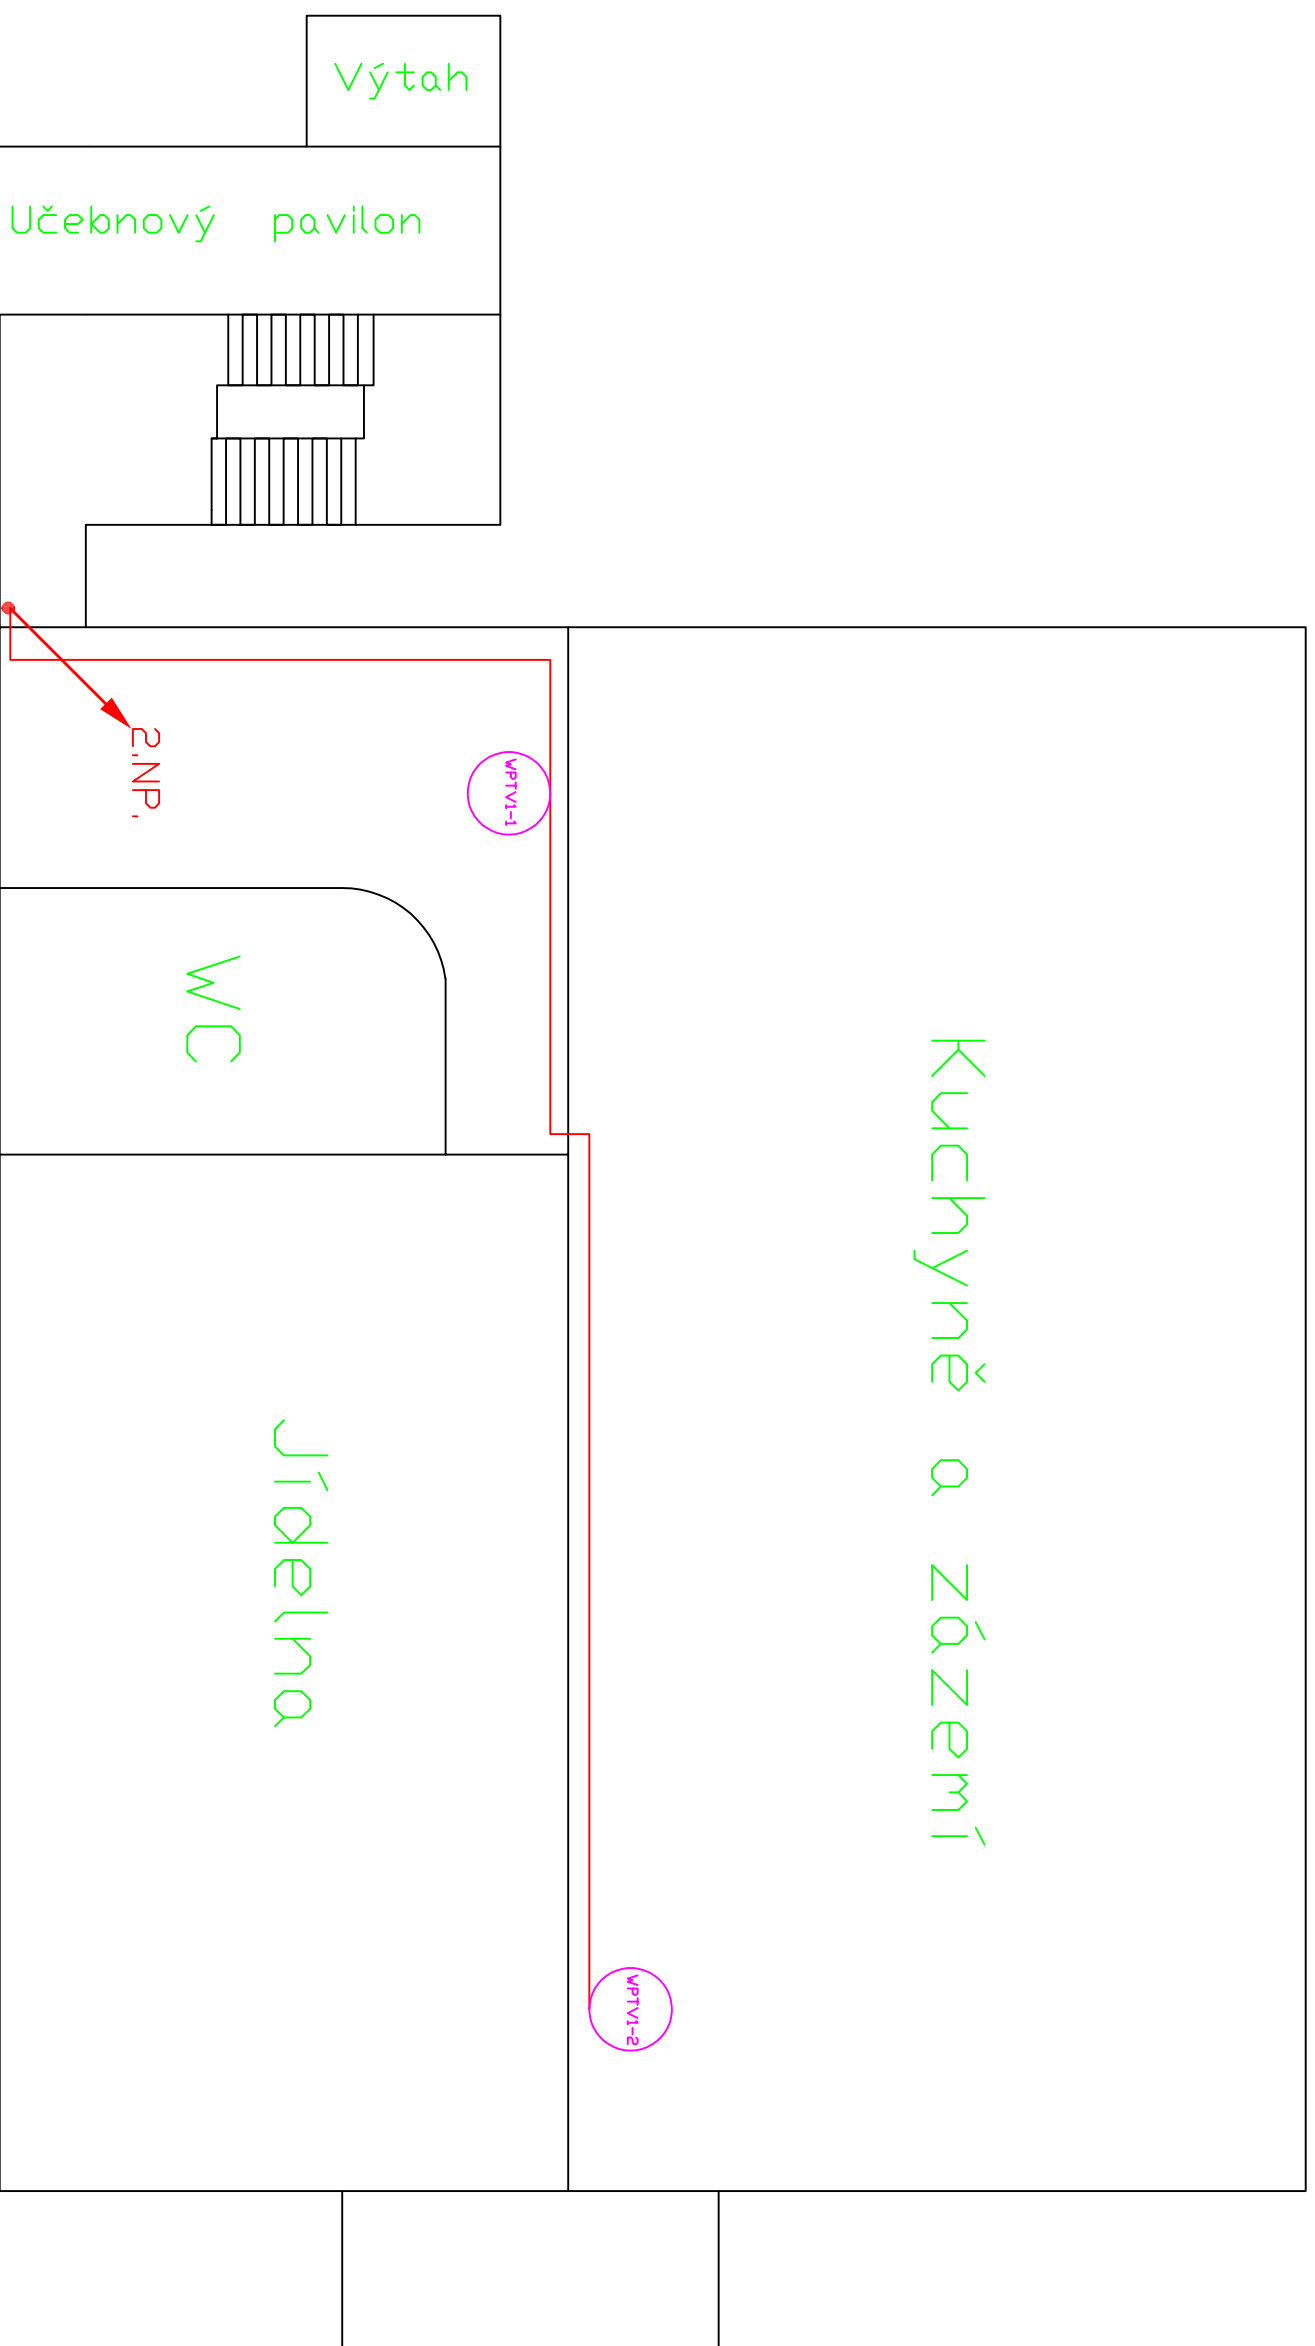 Výtah
Učebnový pavilon
2.NP.
WPTV1-1
WC
Kuchyně a zázemí
Jídelna
WPTV1-2